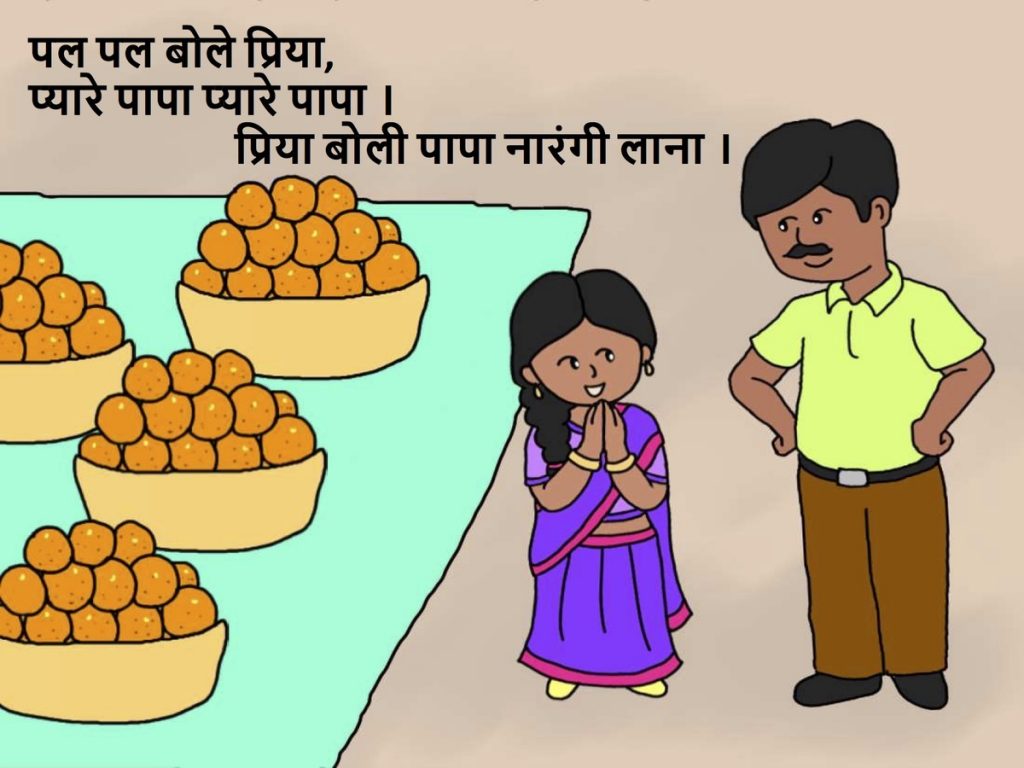 पल पल बोले प्रिया,
प्यारे पापा प्यारे पापा ।
प्रिया बोली पापा नारंगी लाना ।